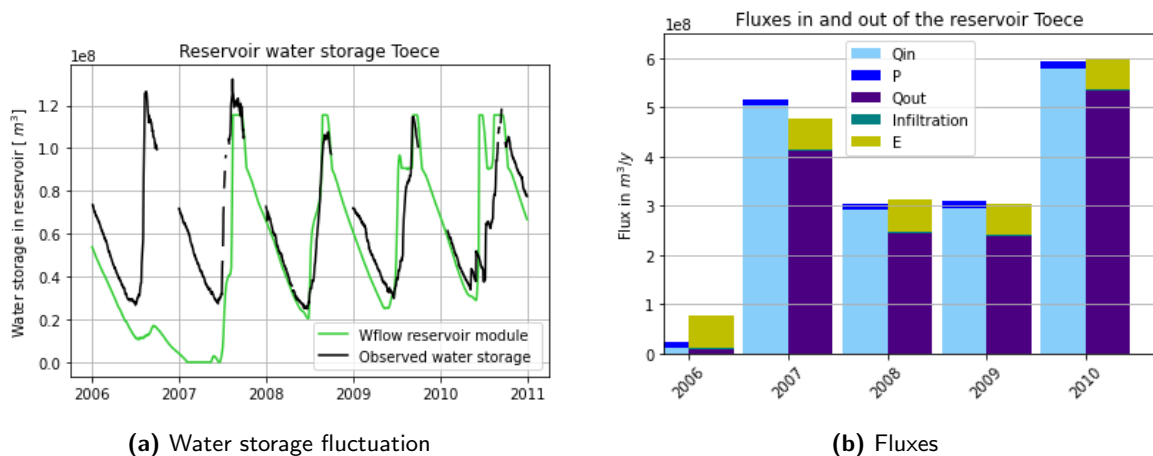 Reservoir water storage Toece
1e8
Water storage in reservoir [ m³]
1.2
1.0
0.8
0.6
0.4
0.2
0.0
Wflow reservoir module
Observed water storage
2006 2007 2008 2009 2010 2011
(a) Water storage fluctuation
Fluxes in and out of the reservoir Toece
1e8
Flux in m³/y
6
5
4
3
2
1
0
Qin
P
Qout
Infiltration
E
2006 2007 2008 2009 2010
(b) Fluxes